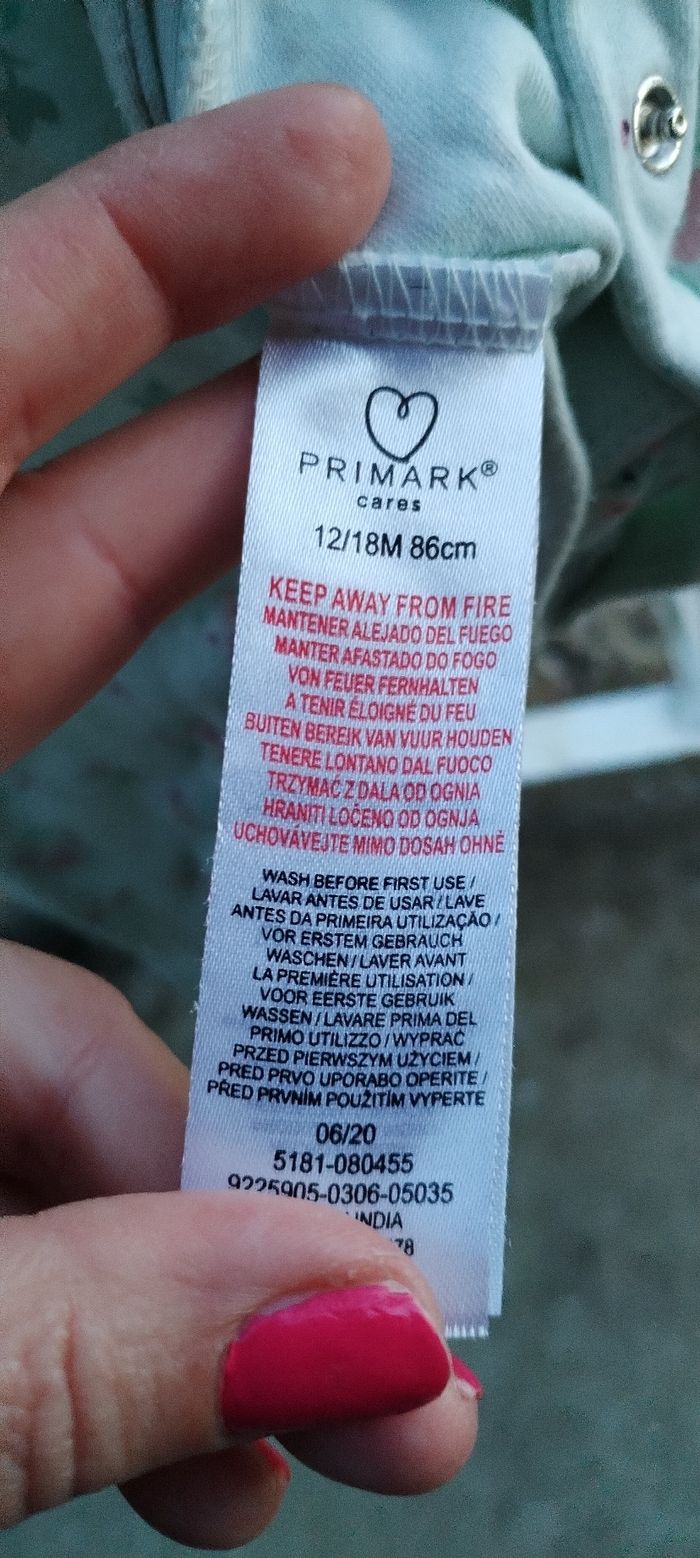 PRIMARK®
cares
12/18M 86cm
KEEP AWAY FROM FIRE
MANTENER ALEJADO DEL FUEGO
MANTER AFASTADO DO FOGO
VON FEUER FERNHALTEN
A TENIR ÉLOIGNÉ DU FEU
BUITEN BEREIK VAN VUUR HOUDEN
TENERE LONTANO DAL FUOCO
TRZYMAĆ Z DALA OD OGNIA
HRANITI LOČENO OD OGNJA
UCHOVÁVEJTE MIMO DOSAH OHNĚ
WASH BEFORE FIRST USE /
LAVAR ANTES DE USAR / LAVE
ANTES DA PRIMEIRA UTILIZAÇÃO /
VOR ERSTEM GEBRAUCH
WASCHEN / LAVER AVANT
LA PREMIÈRE UTILISATION /
VOOR EERSTE GEBRUIK
WASSEN / LAVARE PRIMA DEL
PRIMO UTILIZZO / WYPRAĆ
PRZED PIERWSZYM UŻYCIEM /
PRED PRVO UPORABO OPERITE /
PŘED PRVNÍM POUŽITÍM VYPERTE
06/20
5181-080455
9225905-0306-05035
INDIA
78